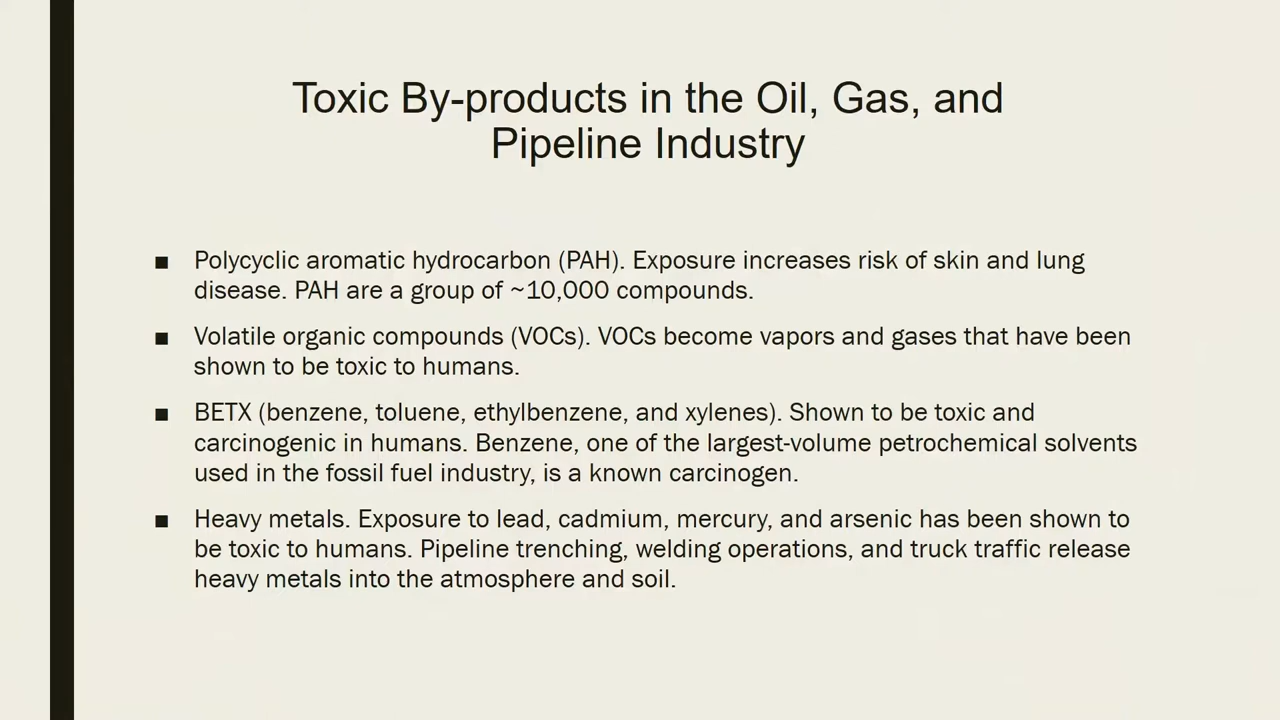 Toxic By-products in the Oil, Gas, and
Pipeline Industry
■ Polycyclic aromatic hydrocarbon (PAH). Exposure increases risk of skin and lung
disease. PAH are a group of ~10,000 compounds.
■ Volatile organic compounds (VOCs). VOCs become vapors and gases that have been
shown to be toxic to humans.
■ BETX (benzene, toluene, ethylbenzene, and xylenes). Shown to be toxic and
carcinogenic in humans. Benzene, one of the largest-volume petrochemical solvents
used in the fossil fuel industry, is a known carcinogen.
■ Heavy metals. Exposure to lead, cadmium, mercury, and arsenic has been shown to
be toxic to humans. Pipeline trenching, welding operations, and truck traffic release
heavy metals into the atmosphere and soil.